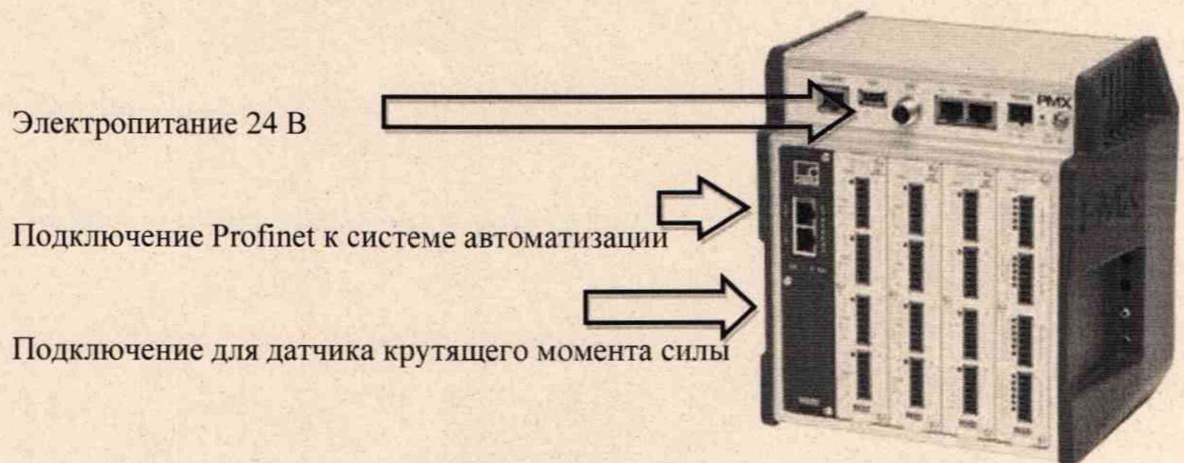 Электропитание 24 В
PMX
Подключение Profinet к системе автоматизации
Подключение для датчика крутящего момента силы